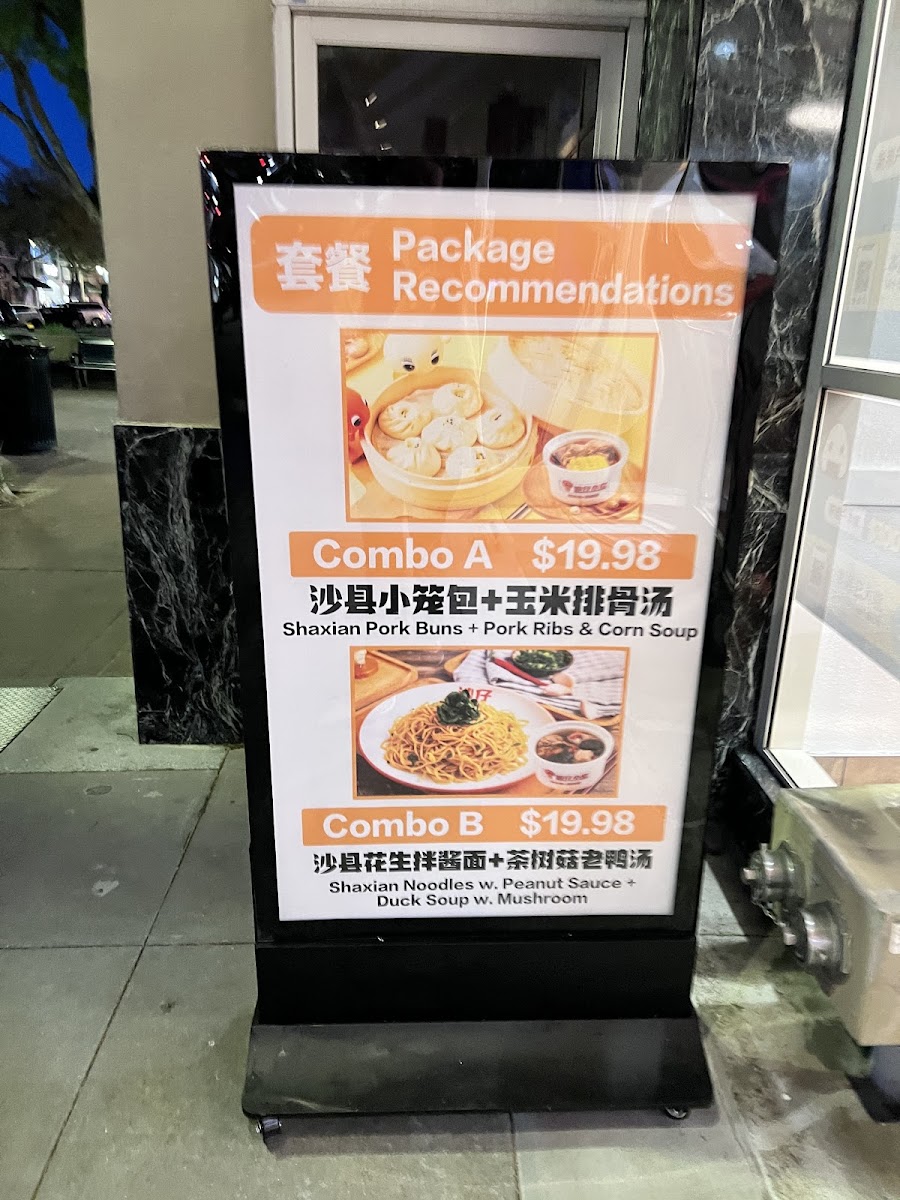 套餐
Package
Recommendations
Combo A $19.98
沙县小笼包+玉米排骨汤
Shaxian Pork Buns + Pork Ribs & Corn Soup
Combo B $19.98
沙县花生拌酱面+茶树菇老鸭汤
Shaxian Noodles w. Peanut Sauce +
Duck Soup w. Mushroom